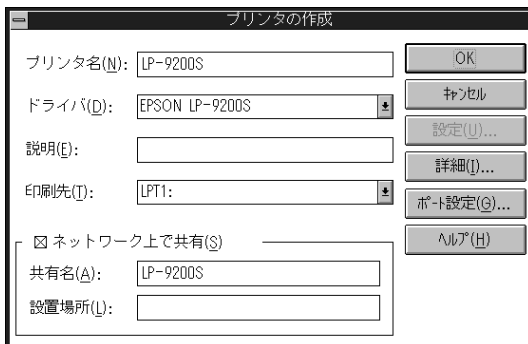 プリンタの作成
プリンタ名(N): LP-9200S
ドライバ(D): EPSON LP-9200S
説明(E):
印刷先(T): LPT1:
ネットワーク上で共有(S)
共有名(A): LP-9200S
設置場所(L):
OK
ｷｬﾝｾﾙ
設定(U)...
詳細(I)...
ﾎﾟｰﾄ設定(G)...
ﾍﾙﾌﾟ(H)